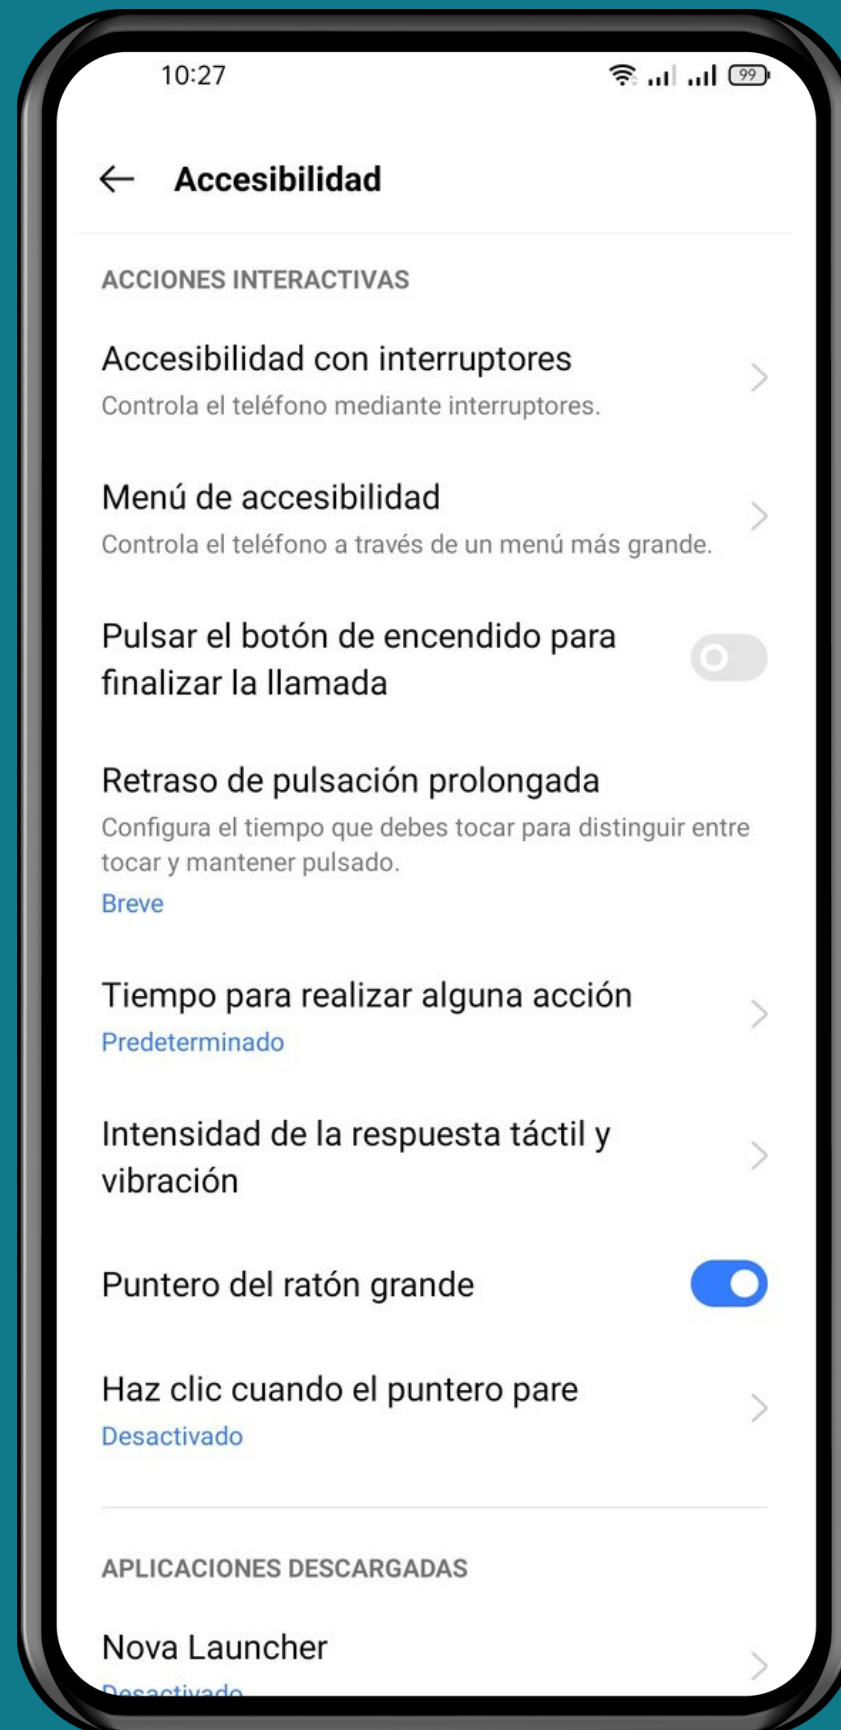 10:27
99
Accesibilidad
ACCIONES INTERACTIVAS
Accesibilidad con interruptores
Controla el teléfono mediante interruptores.
Menú de accesibilidad
Controla el teléfono a través de un menú más grande.
Pulsar el botón de encendido para
finalizar la llamada
Retraso de pulsación prolongada
Configura el tiempo que debes tocar para distinguir entre
tocar y mantener pulsado.
Breve
Tiempo para realizar alguna acción
Predeterminado
Intensidad de la respuesta táctil y
vibración
Puntero del ratón grande
Haz clic cuando el puntero pare
Desactivado
APLICACIONES DESCARGADAS
Nova Launcher
Desactivado